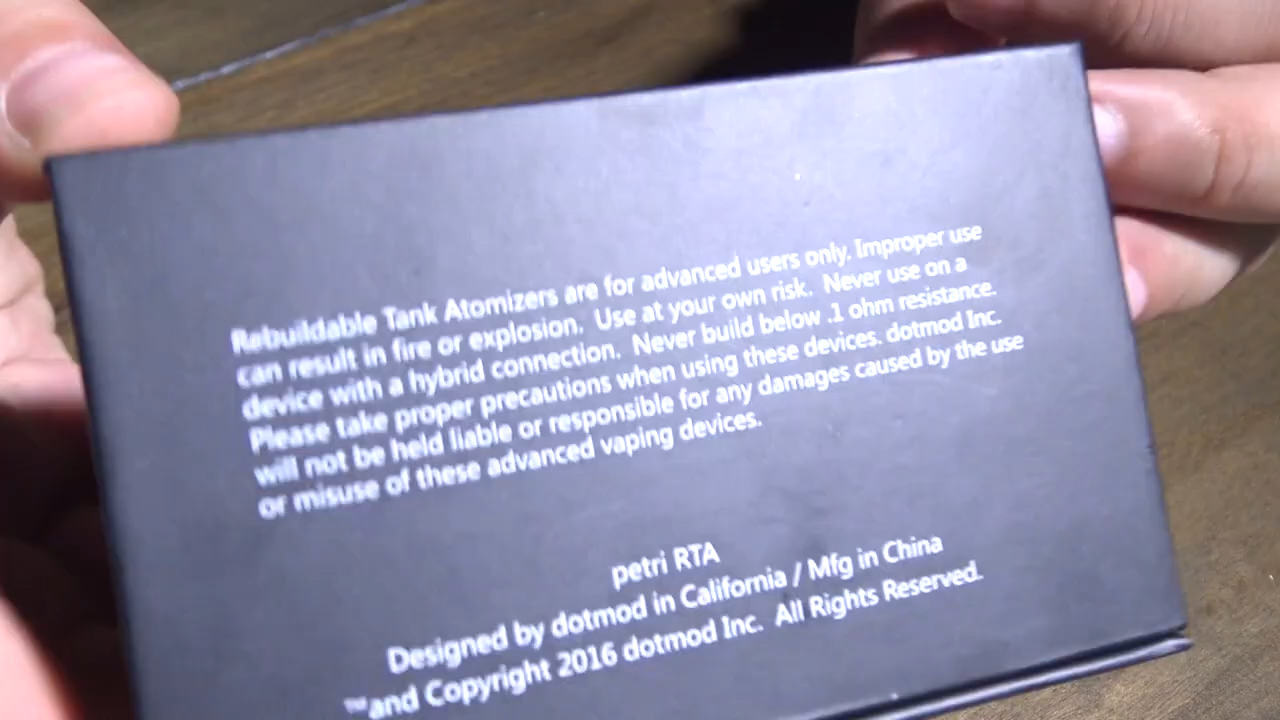 Rebuildable Tank Atomizers are for advanced users only. Improper use
can result in fire or explosion. Use at your own risk. Never use on a
device with a hybrid connection. Never build below .1 ohm resistance.
Please take proper precautions when using these devices. dotmod Inc.
will not be held liable or responsible for any damages caused by the use
or misuse of these advanced vaping devices.
petri RTA
Designed by dotmod in California / Mfg in China
™and Copyright 2016 dotmod Inc. All Rights Reserved.